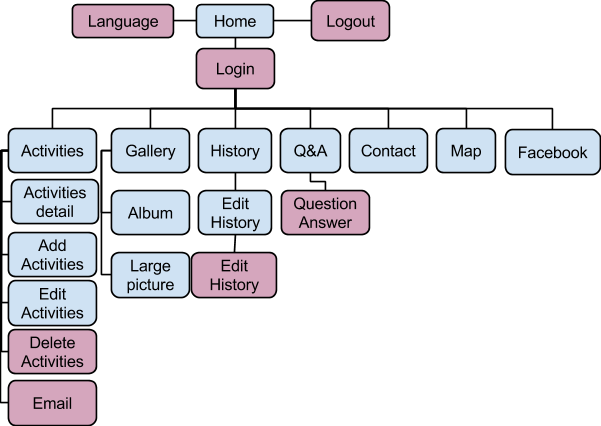 Language
Home
Logout
Login
Activities
Gallery
History
Q&A
Contact
Map
Facebook
Activities
detail
Album
Edit
History
Question
Answer
Add
Activities
Large
picture
Edit
History
Edit
Activities
Delete
Activities
Email